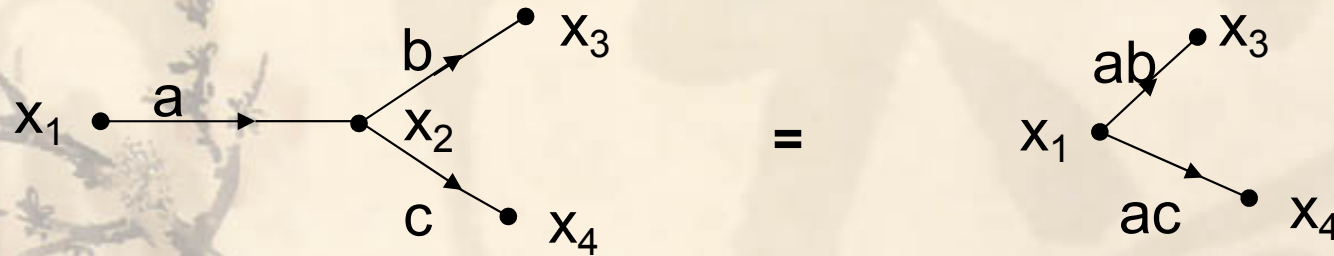 b
x₃
a
x₁
x₂
c
x₄
=
x₃
ab
x₁
ac
x₄